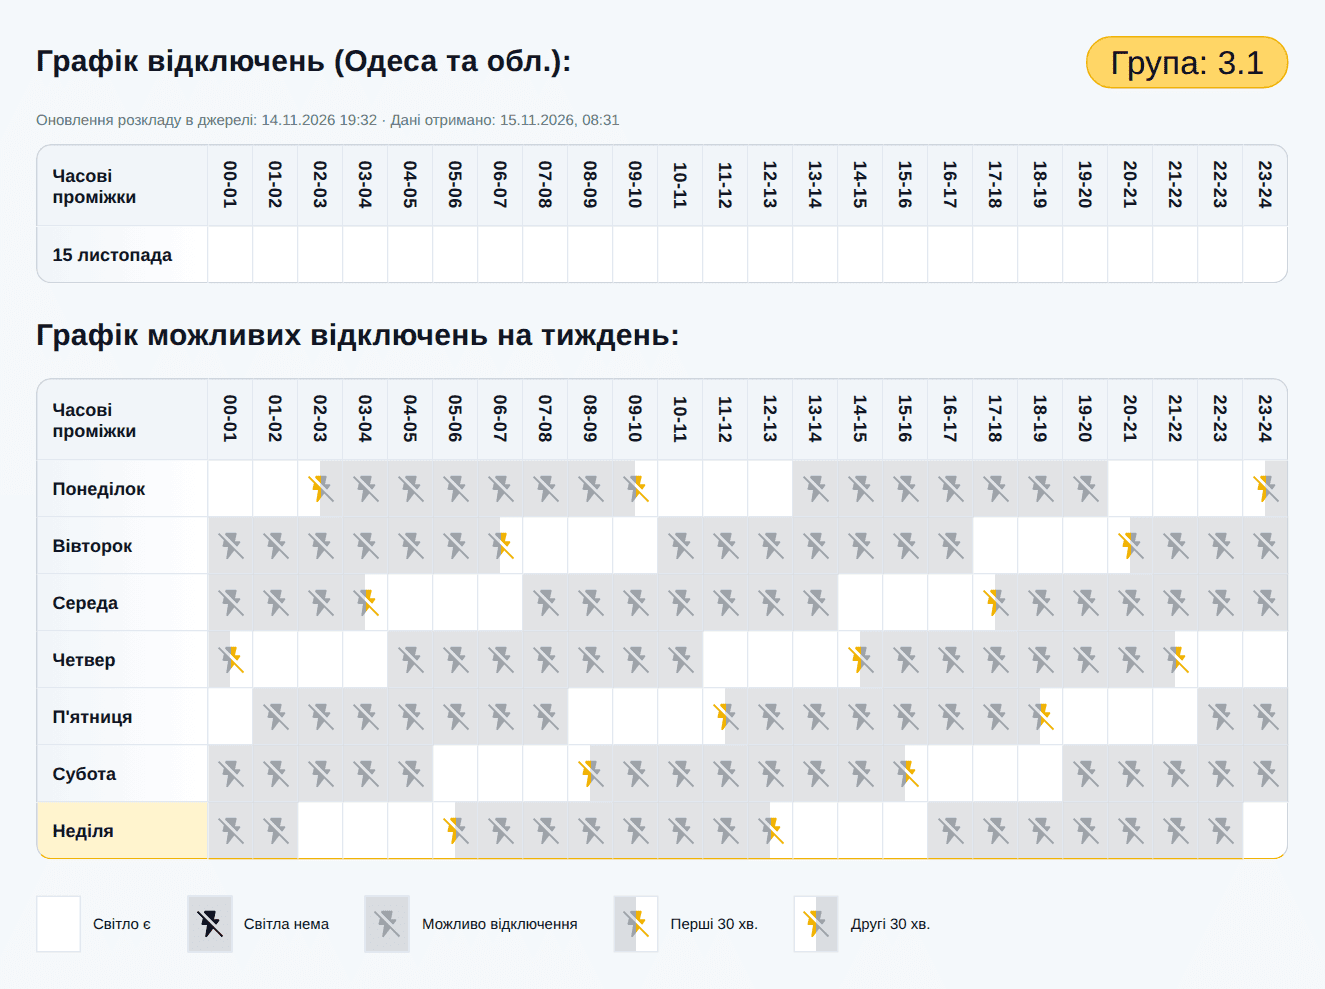 Графік відключень (Одеса та обл.):
Група: 3.1
Оновлення розкладу в джерелі: 14.11.2026 19:32 · Дані отримано: 15.11.2026, 08:31
Часові проміжки 00-01 01-02 02-03 03-04 04-05 05-06 06-07 07-08 08-09 09-10 10-11 11-12 12-13 13-14 14-15 15-16 16-17 17-18 18-19 19-20 20-21 21-22 22-23 23-24
15 листопада
Графік можливих відключень на тиждень:
Часові проміжки 00-01 01-02 02-03 03-04 04-05 05-06 06-07 07-08 08-09 09-10 10-11 11-12 12-13 13-14 14-15 15-16 16-17 17-18 18-19 19-20 20-21 21-22 22-23 23-24
Понеділок
Вівторок
Середа
Четвер
П'ятниця
Субота
Неділя
Світло є
Світла нема
Можливо відключення
Перші 30 хв.
Другі 30 хв.